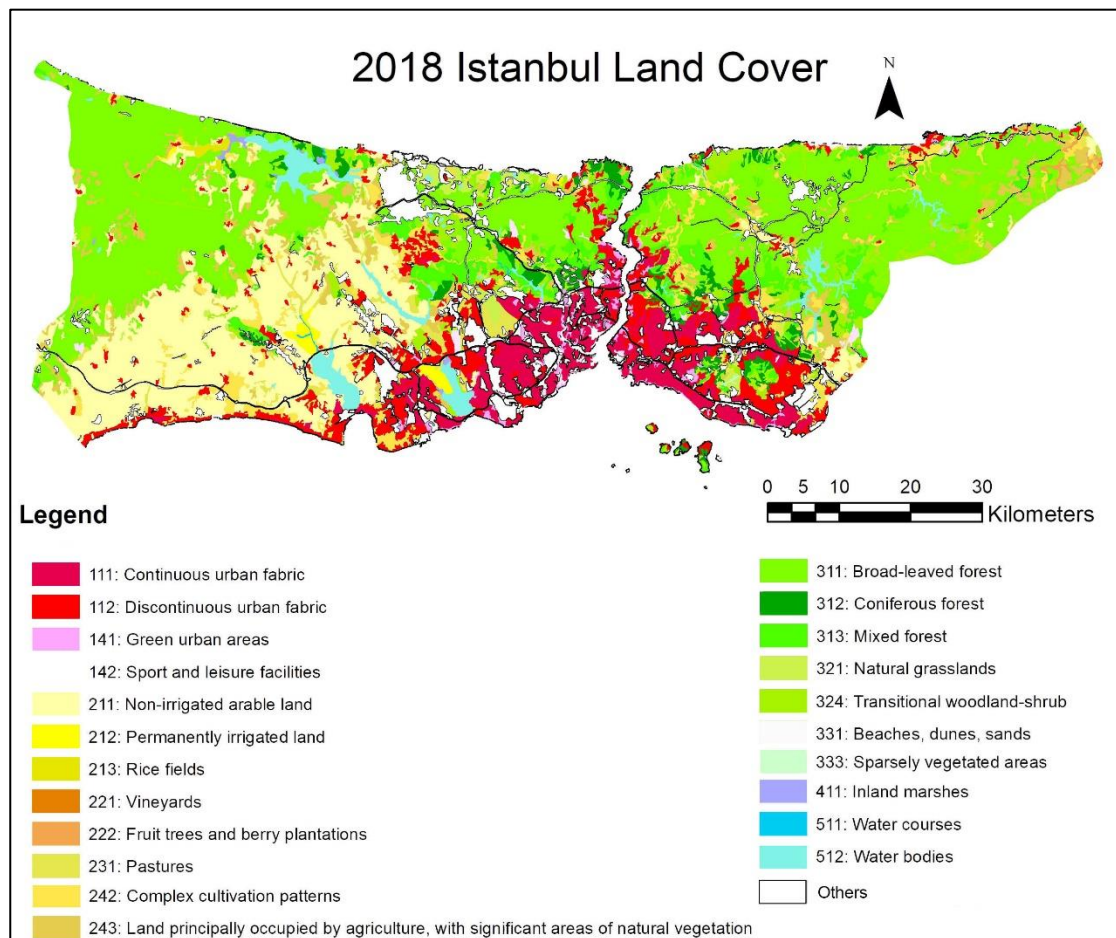 2018 Istanbul Land Cover
N
0 5 10 20 30
Kilometers
Legend
111: Continuous urban fabric
112: Discontinuous urban fabric
141: Green urban areas
142: Sport and leisure facilities
211: Non-irrigated arable land
212: Permanently irrigated land
213: Rice fields
221: Vineyards
222: Fruit trees and berry plantations
231: Pastures
242: Complex cultivation patterns
243: Land principally occupied by agriculture, with significant areas of natural vegetation
311: Broad-leaved forest
312: Coniferous forest
313: Mixed forest
321: Natural grasslands
324: Transitional woodland-shrub
331: Beaches, dunes, sands
333: Sparsely vegetated areas
411: Inland marshes
511: Water courses
512: Water bodies
Others